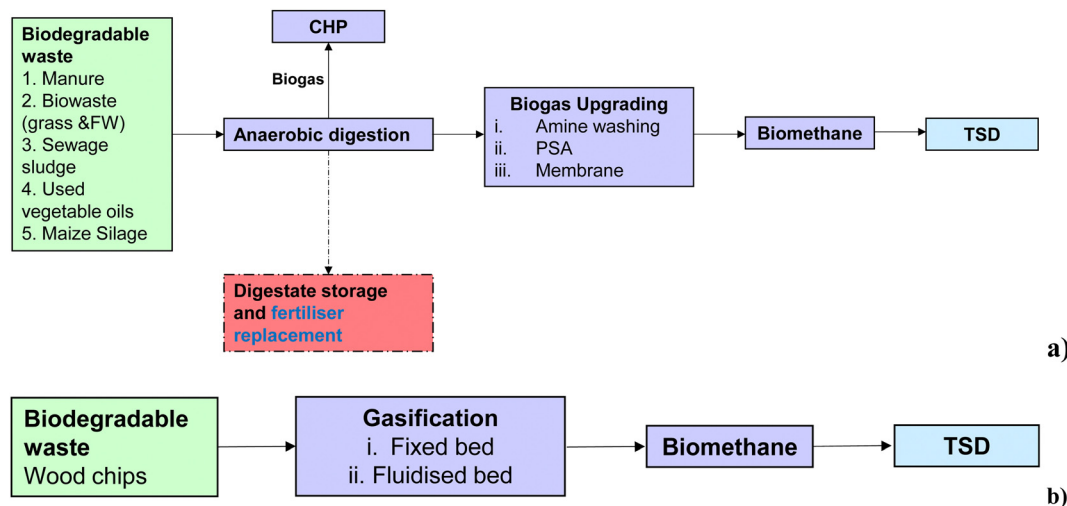 Biodegradable
waste
1. Manure
2. Biowaste
(grass &FW)
3. Sewage
sludge
4. Used
vegetable oils
5. Maize Silage
CHP
Biogas
Anaerobic digestion
Biogas Upgrading
i. Amine washing
ii. PSA
iii. Membrane
Biomethane
TSD
Digestate storage
and fertiliser
replacement
a)
Biodegradable
waste
Wood chips
Gasification
i. Fixed bed
ii. Fluidised bed
Biomethane
TSD
b)